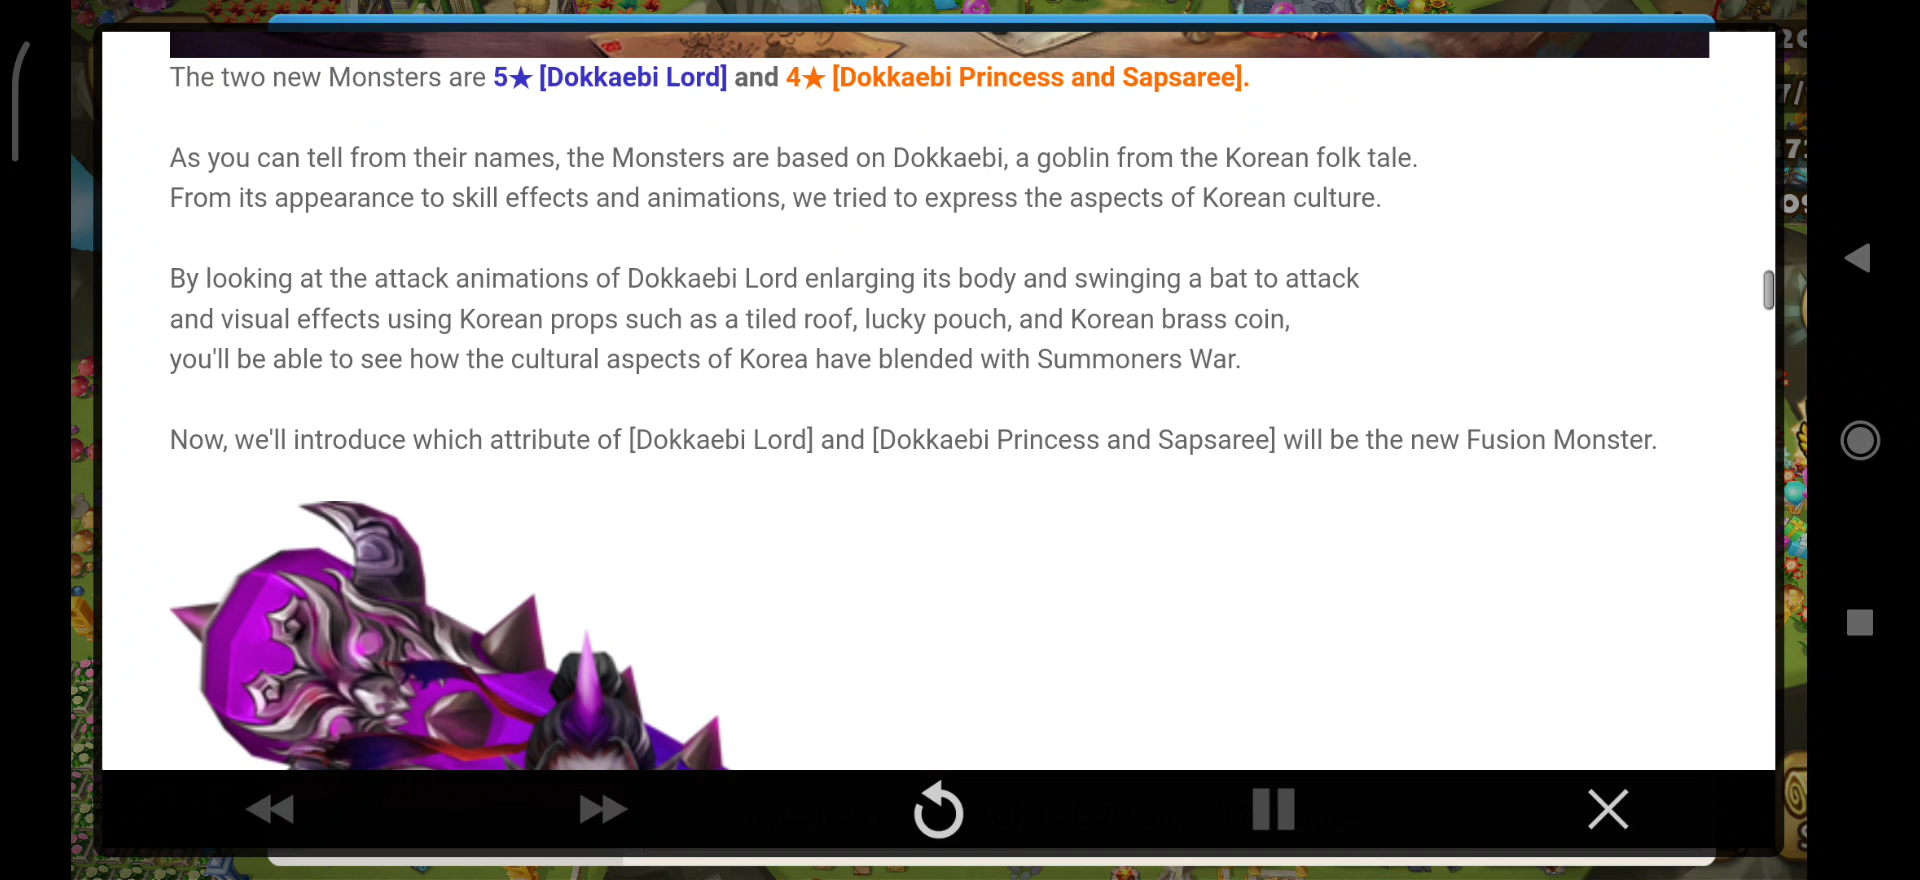 The two new Monsters are 5★ [Dokkaebi Lord] and 4★ [Dokkaebi Princess and Sapsaree].
As you can tell from their names, the Monsters are based on Dokkaebi, a goblin from the Korean folk tale.
From its appearance to skill effects and animations, we tried to express the aspects of Korean culture.
By looking at the attack animations of Dokkaebi Lord enlarging its body and swinging a bat to attack
and visual effects using Korean props such as a tiled roof, lucky pouch, and Korean brass coin,
you'll be able to see how the cultural aspects of Korea have blended with Summoners War.
Now, we'll introduce which attribute of [Dokkaebi Lord] and [Dokkaebi Princess and Sapsaree] will be the new Fusion Monster.